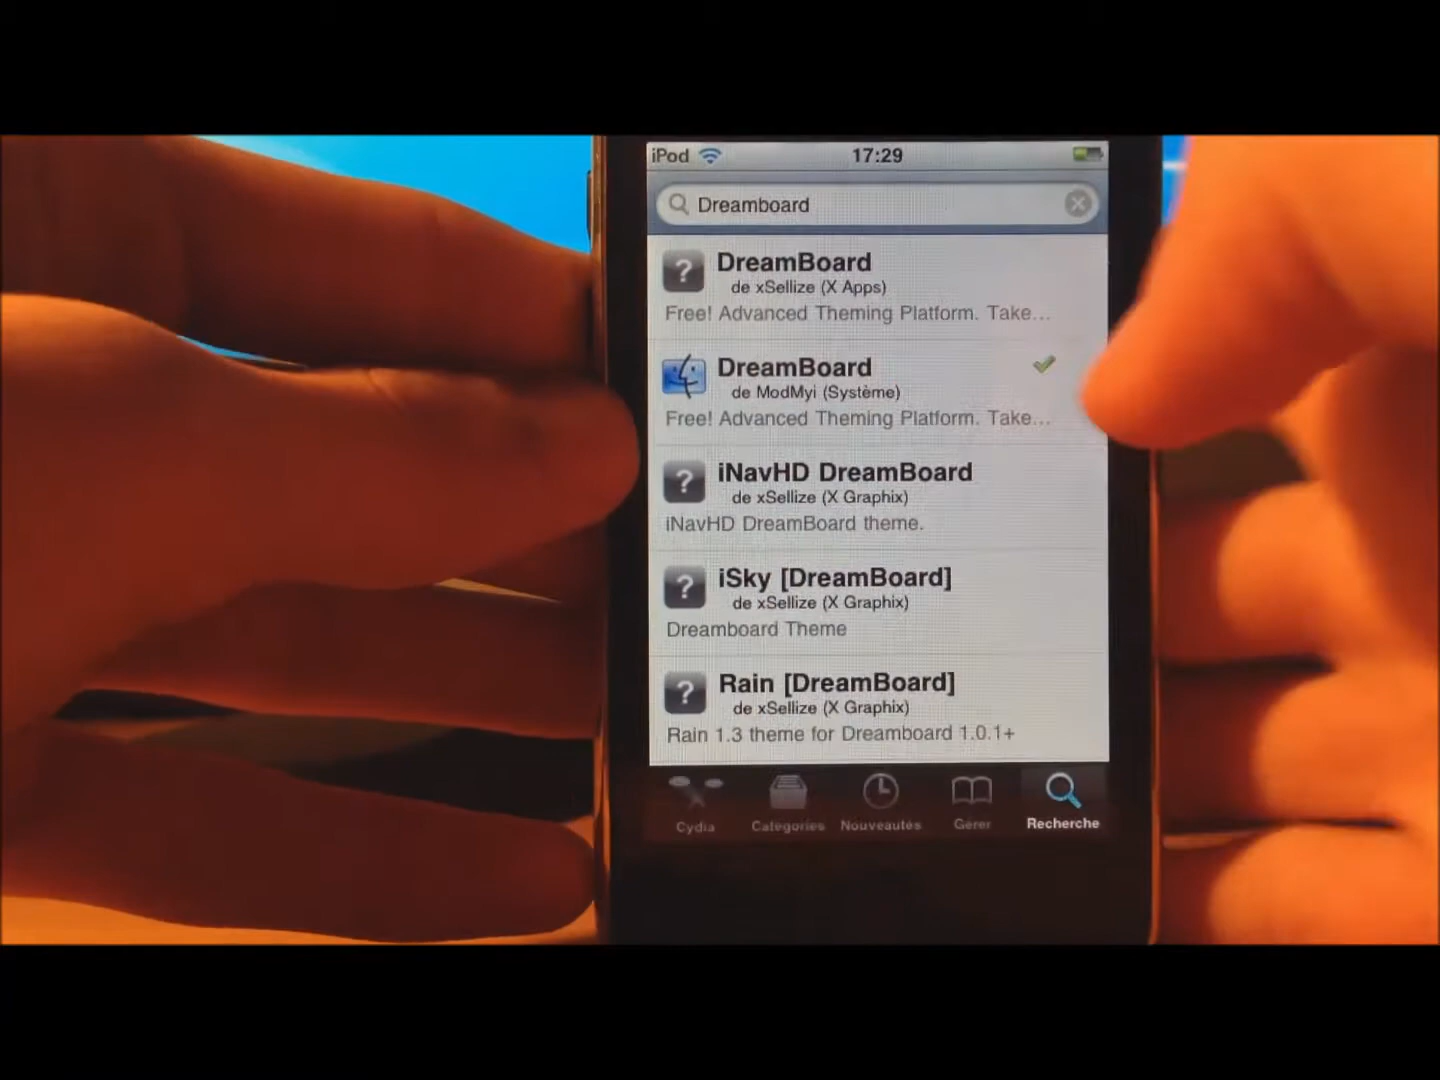 iPod 17:29
Dreamboard
DreamBoard
de xSellize (X Apps)
Free! Advanced Theming Platform. Take...
DreamBoard
de ModMyi (Système)
Free! Advanced Theming Platform. Take...
iNavHD DreamBoard
de xSellize (X Graphix)
iNavHD DreamBoard theme.
iSky [DreamBoard]
de xSellize (X Graphix)
Dreamboard Theme
Rain [DreamBoard]
de xSellize (X Graphix)
Rain 1.3 theme for Dreamboard 1.0.1+
Cydia Catégories Nouveautés Gérer Recherche